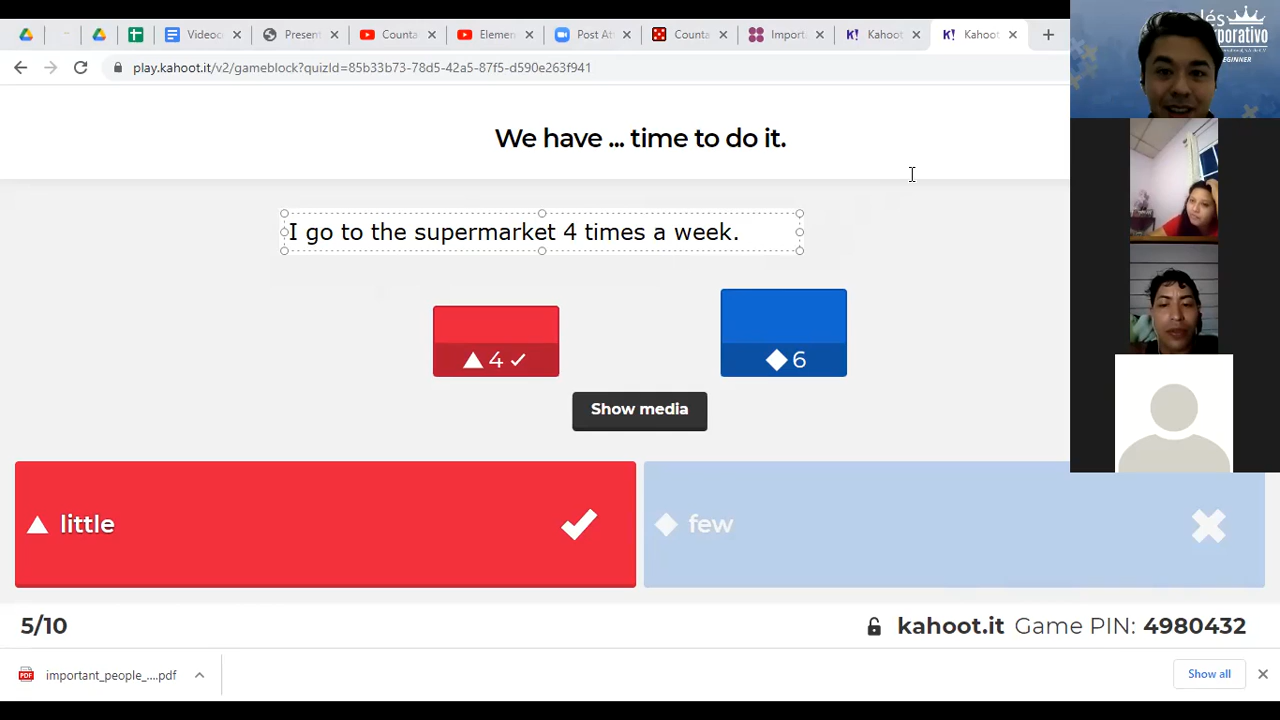 Videoc
Present
Counta
Eleme
Post At
Counta
Import
Kahoot
Kahoot
play.kahoot.it/v2/gameblock?quizId=85b33b73-78d5-42a5-87f5-d590e263f941
We have ... time to do it.
I go to the supermarket 4 times a week.
4
6
Show media
little
few
5/10
kahoot.it Game PIN: 4980432
important_people_....pdf
Show all